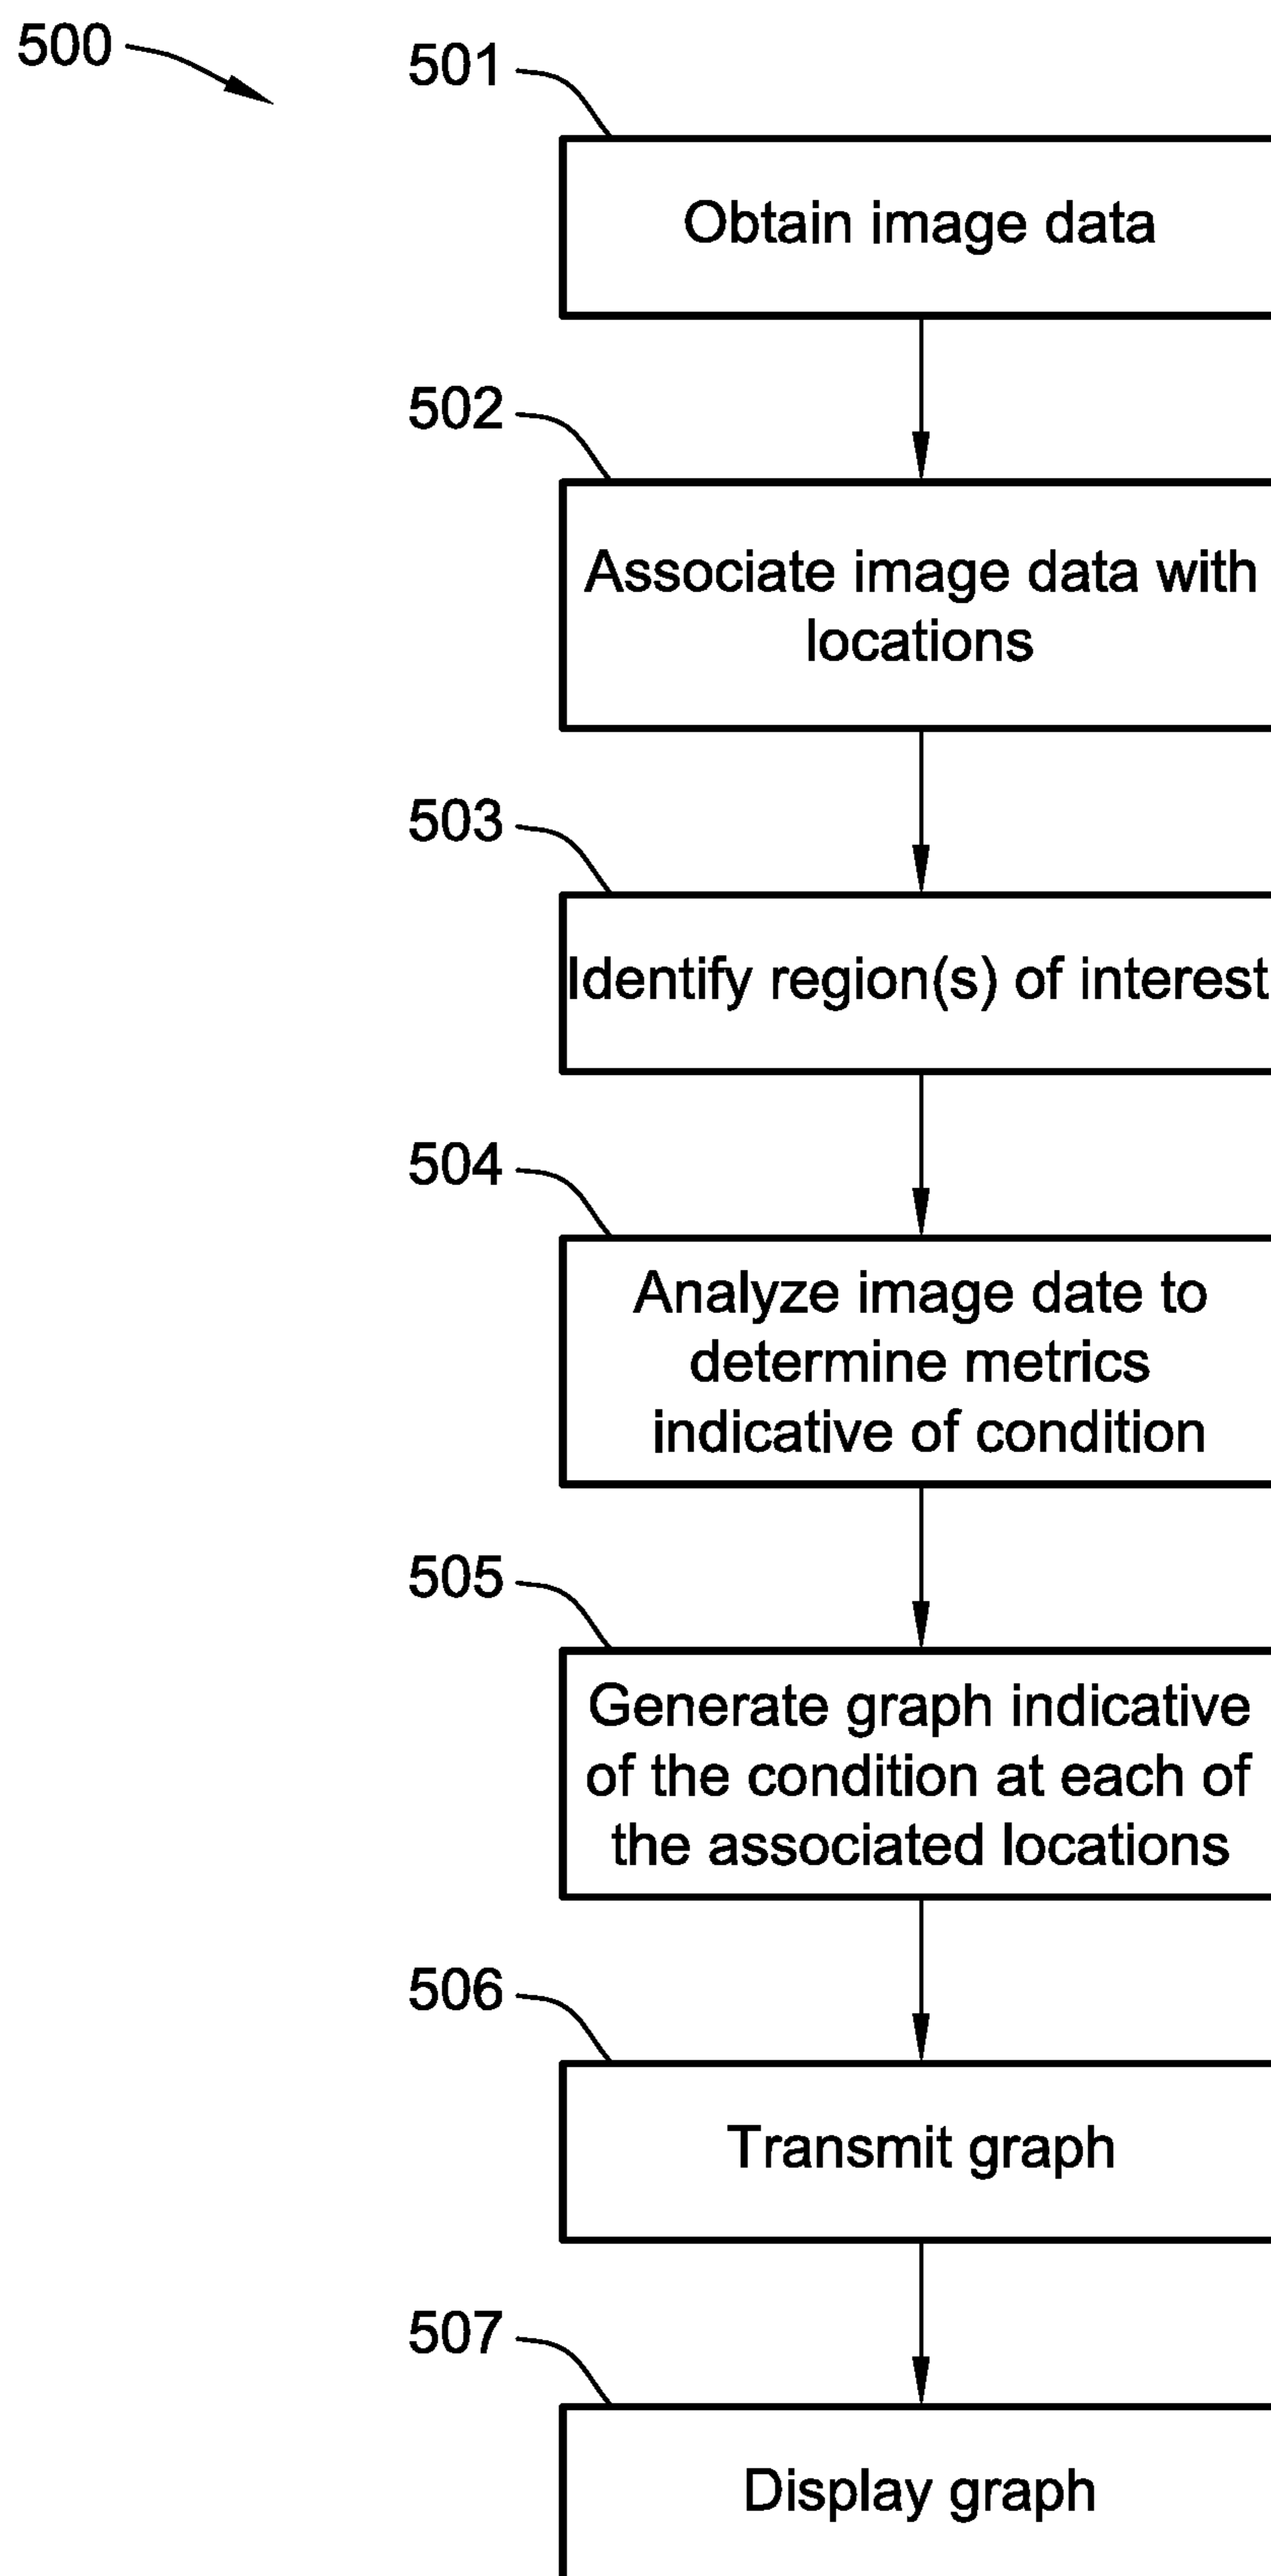 500
501
Obtain image data
502
Associate image data with
locations
503
Identify region(s) of interest
504
Analyze image date to
determine metrics
indicative of condition
505
Generate graph indicative
of the condition at each of
the associated locations
506
Transmit graph
507
Display graph